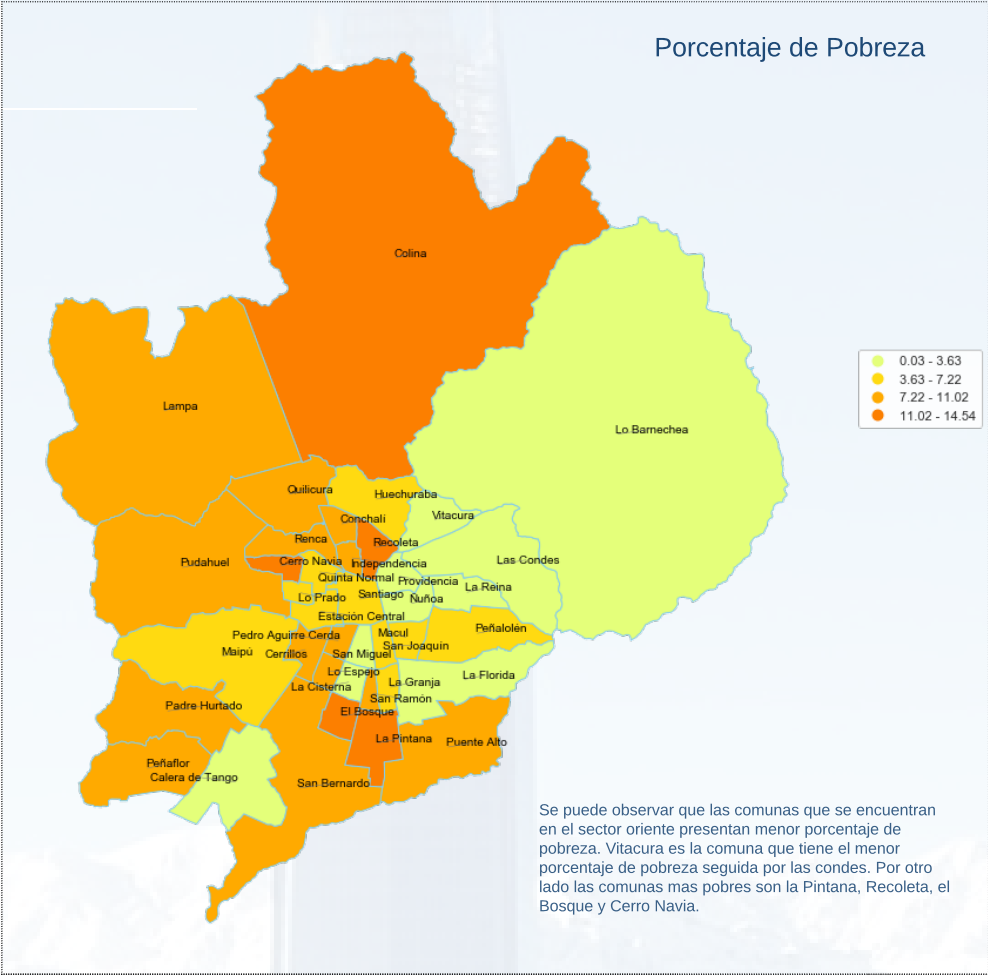 Porcentaje de Pobreza
Colina
0.03 - 3.63
3.63 - 7.22
7.22 - 11.02
11.02 - 14.54
Lampa
Lo Barnechea
Quilicura
Huechuraba
Vitacura
Conchalí
Renca
Recoleta
Pudahuel
Cerro Navia
Independencia
Las Condes
Quinta Normal
Providencia
La Reina
Lo Prado
Santiago
Ñuñoa
Estación Central
Pedro Aguirre Cerda
Macul
Peñalolén
Maipú
Cerrillos
San Miguel
San Joaquín
Lo Espejo
La Florida
La Cisterna
La Granja
San Ramón
Padre Hurtado
El Bosque
La Pintana
Puente Alto
Peñaflor
Calera de Tango
San Bernardo
Se puede observar que las comunas que se encuentran
en el sector oriente presentan menor porcentaje de
pobreza. Vitacura es la comuna que tiene el menor
porcentaje de pobreza seguida por las condes. Por otro
lado las comunas mas pobres son la Pintana, Recoleta, el
Bosque y Cerro Navia.